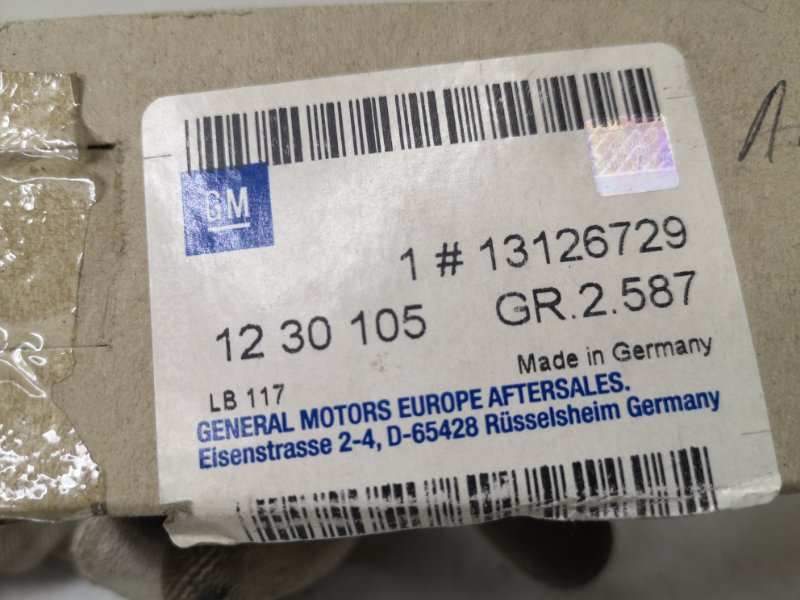 GM
1 # 13126729
12 30 105 GR.2.587
Made in Germany
LB 117
GENERAL MOTORS EUROPE AFTERSALES.
Eisenstrasse 2-4, D-65428 Rüsselsheim Germany